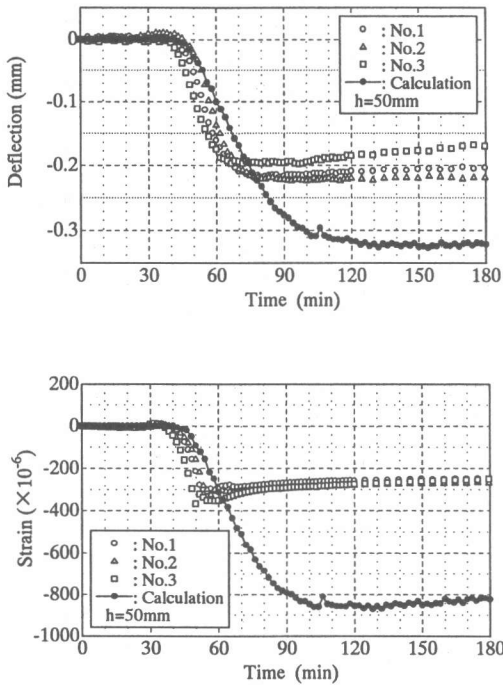 ○ : No.1
△ : No.2
□ : No.3
●: Calculation
h=50mm
0
-0.1
-0.2
-0.3
Deflection (mm)
0 30 60 90 120 150 180
Time (min)
200
0
-200
-400
-600
-800
-1000
Strain (×10⁻⁶)
○ : No.1
△ : No.2
□ : No.3
●: Calculation
h=50mm
0 30 60 90 120 150 180
Time (min)